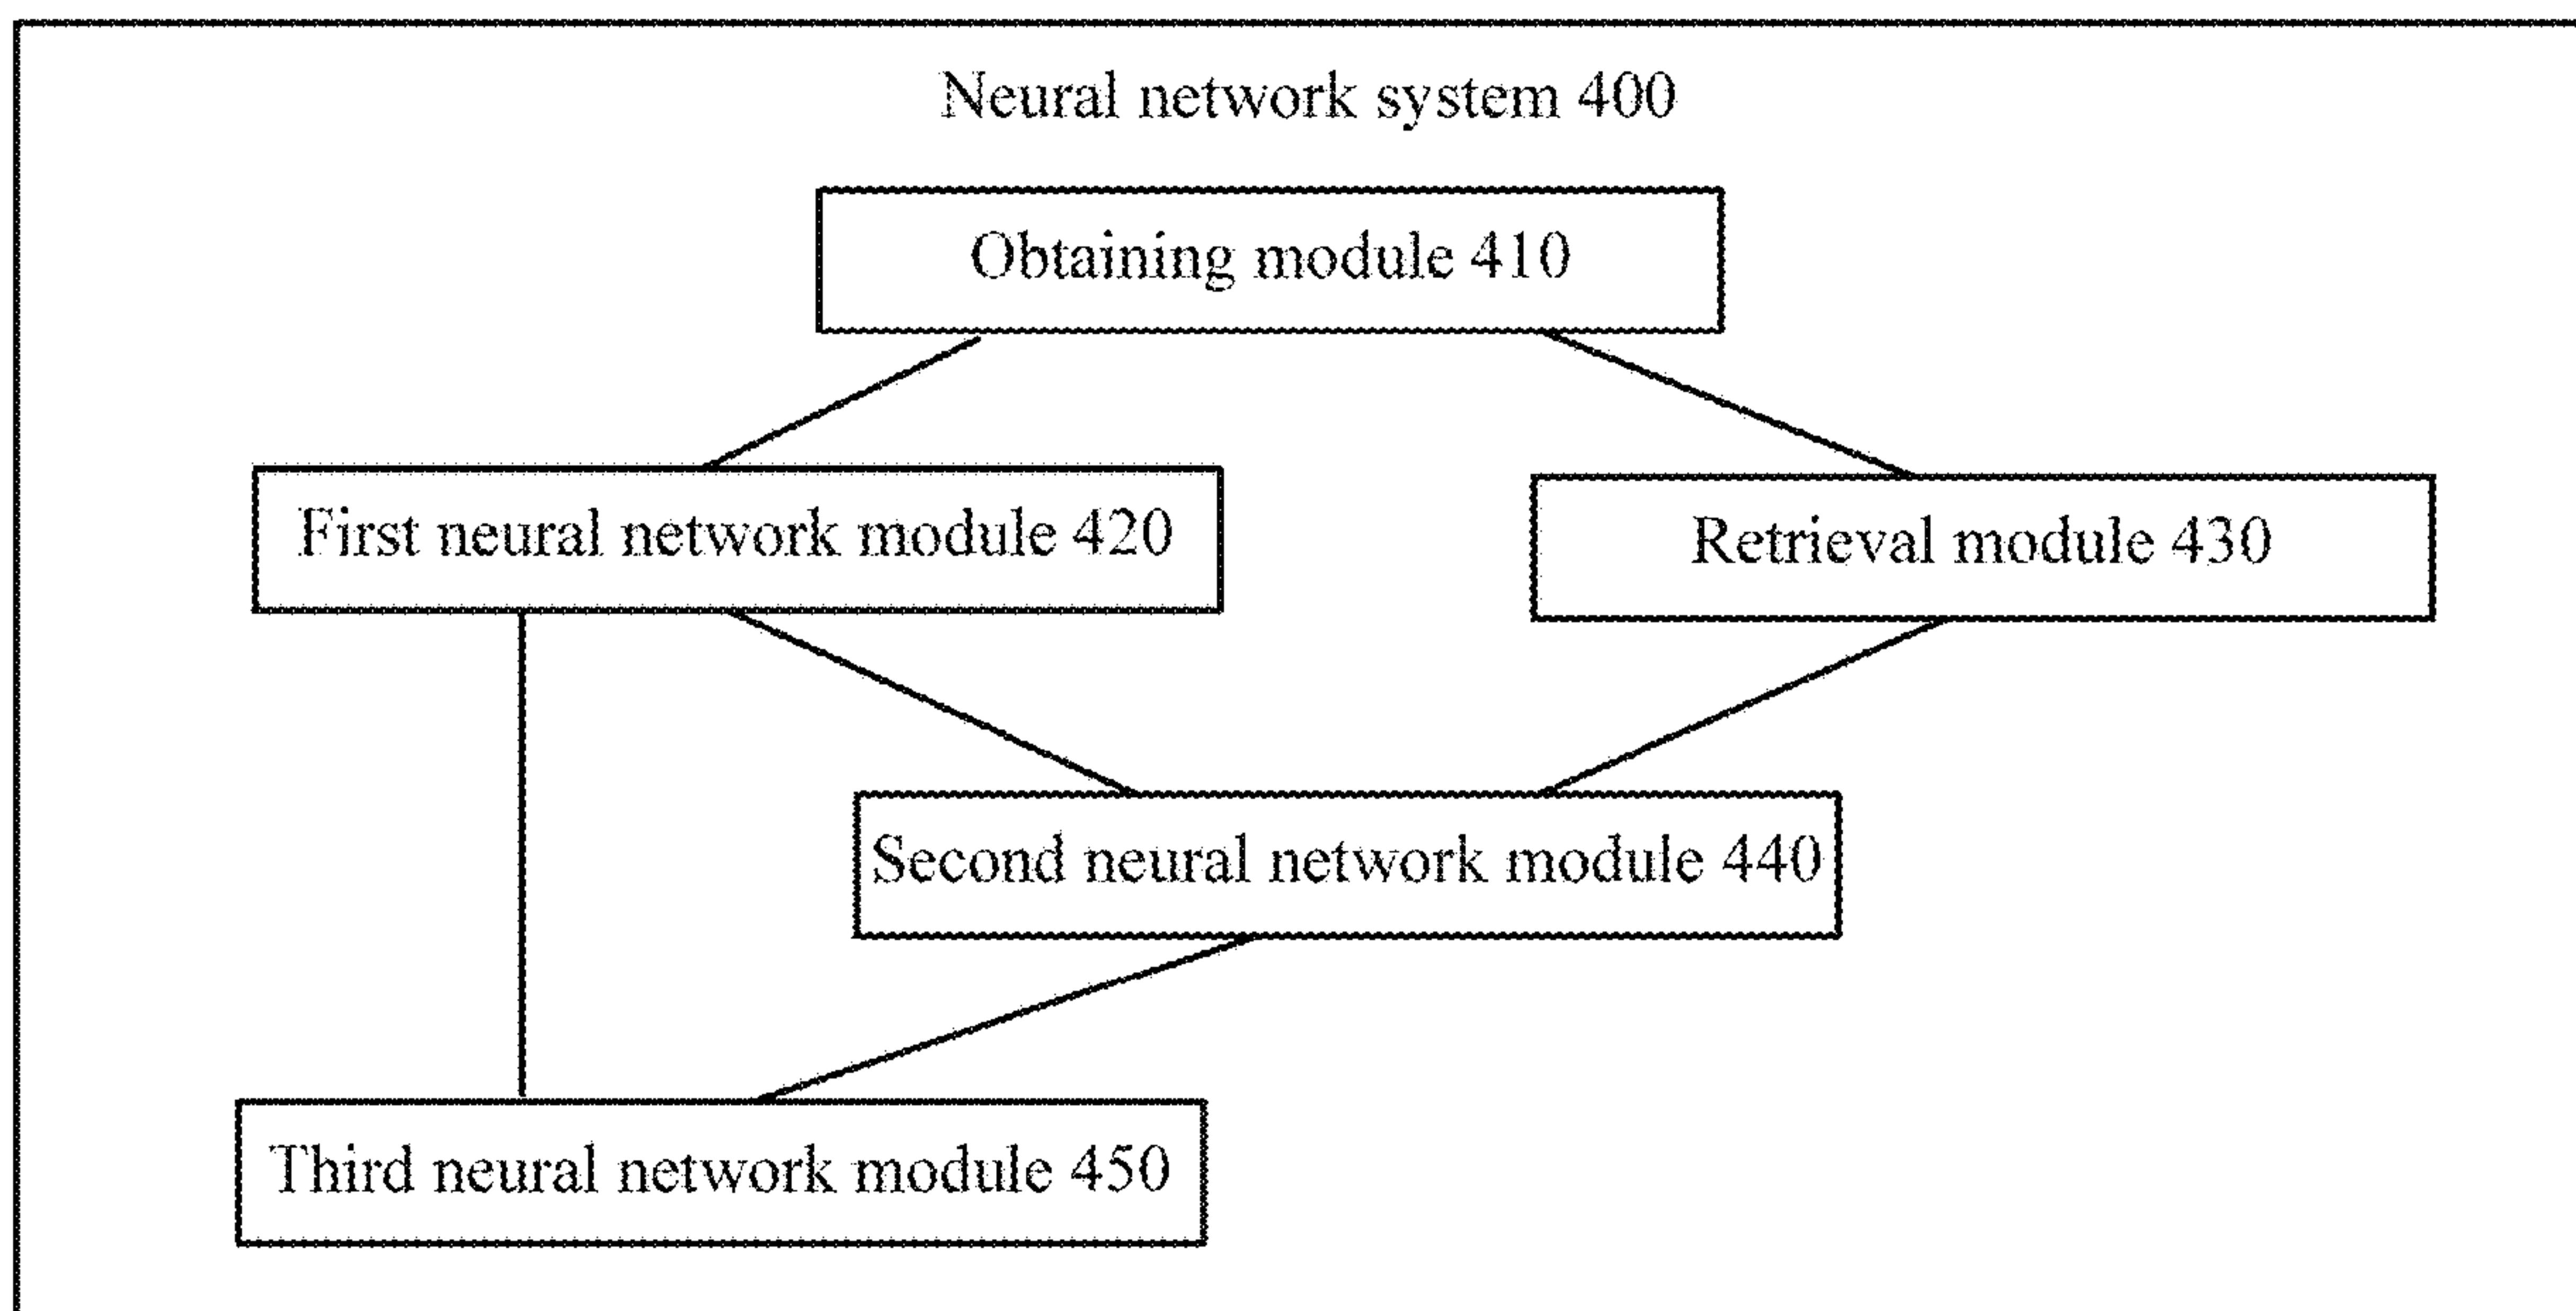 Neural network system 400
Obtaining module 410
First neural network module 420
Retrieval module 430
Second neural network module 440
Third neural network module 450